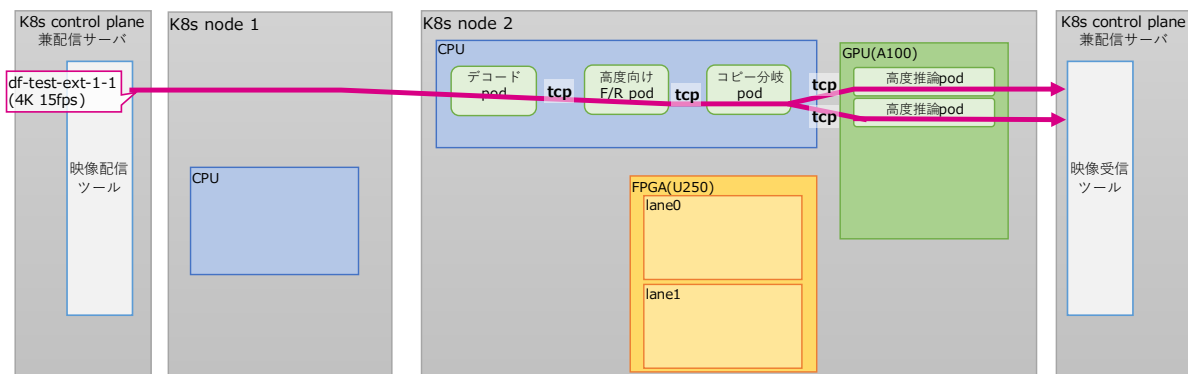 K8s control plane
兼配信サーバ
df-test-ext-1-1
(4K 15fps)
映像配信
ツール
K8s node 1
CPU
K8s node 2
CPU
デコード
pod
tcp
高度向け
F/R pod
tcp
コピー分岐
pod
tcp
tcp
GPU(A100)
高度推論pod
高度推論pod
FPGA(U250)
lane0
lane1
K8s control plane
兼配信サーバ
映像受信
ツール